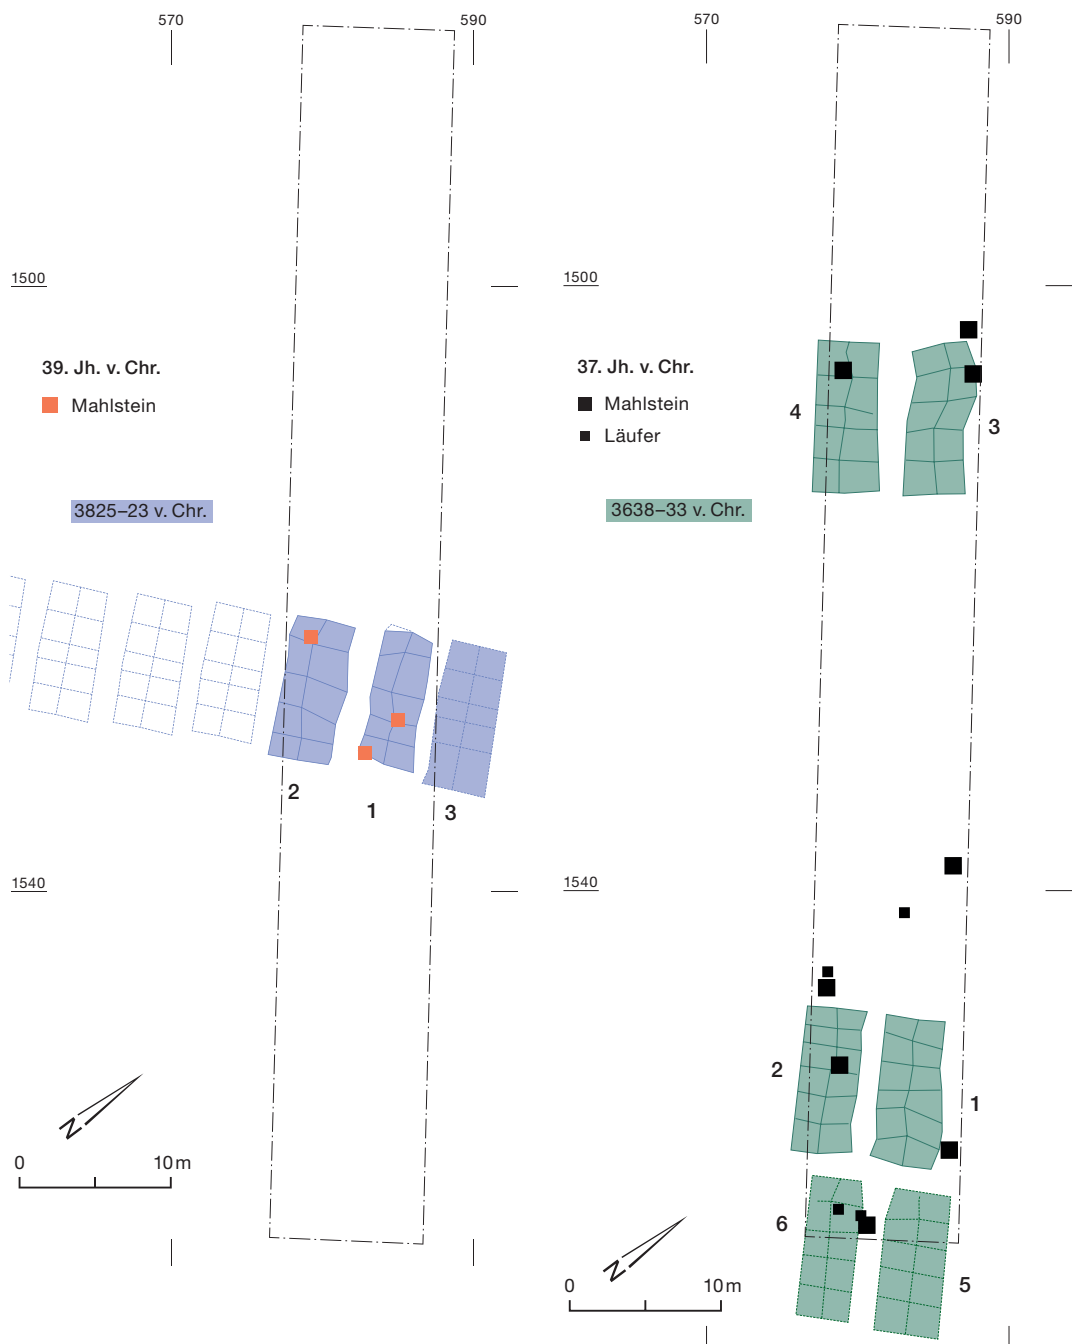 570
590
1500
39. Jh. v. Chr.
Mahlstein
3825–23 v. Chr.
2
1
3
1540
N
0
10 m
570
590
1500
37. Jh. v. Chr.
Mahlstein
Läufer
4
3
3638–33 v. Chr.
1540
2
1
6
5
N
0
10 m